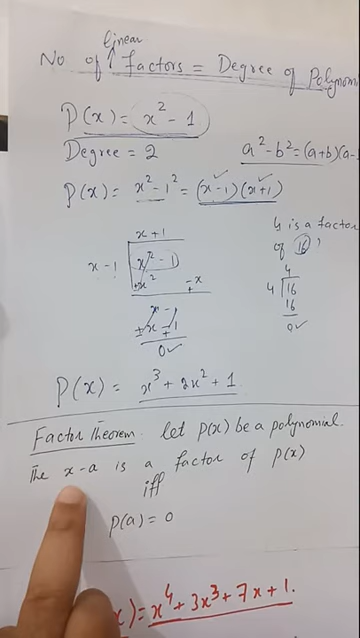 linear
No of ↑ Factors = Degree of Polynomi
P(x) = x² - 1
Degree = 2
a² - b² = (a+b)(a-
P(x) = x² - 1² = (x-1)(x+1)
4 is a factor
of 16
x + 1
x - 1 | x² - 1
± x² ∓ x
x - 1
± x ∓ 1
0 ✓
4
4 | 16
16
0 ✓
P(x) = x³ + 2x² + 1
Factor Theorem. let P(x) be a polynomial.
The x-a is a factor of P(x)
iff
P(a) = 0
x) = x⁴ + 3x³ + 7x + 1.